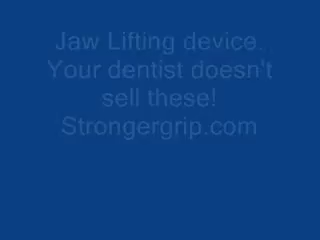 Jaw Lifting device.
Your dentist doesn't
sell these!
Strongergrip.com